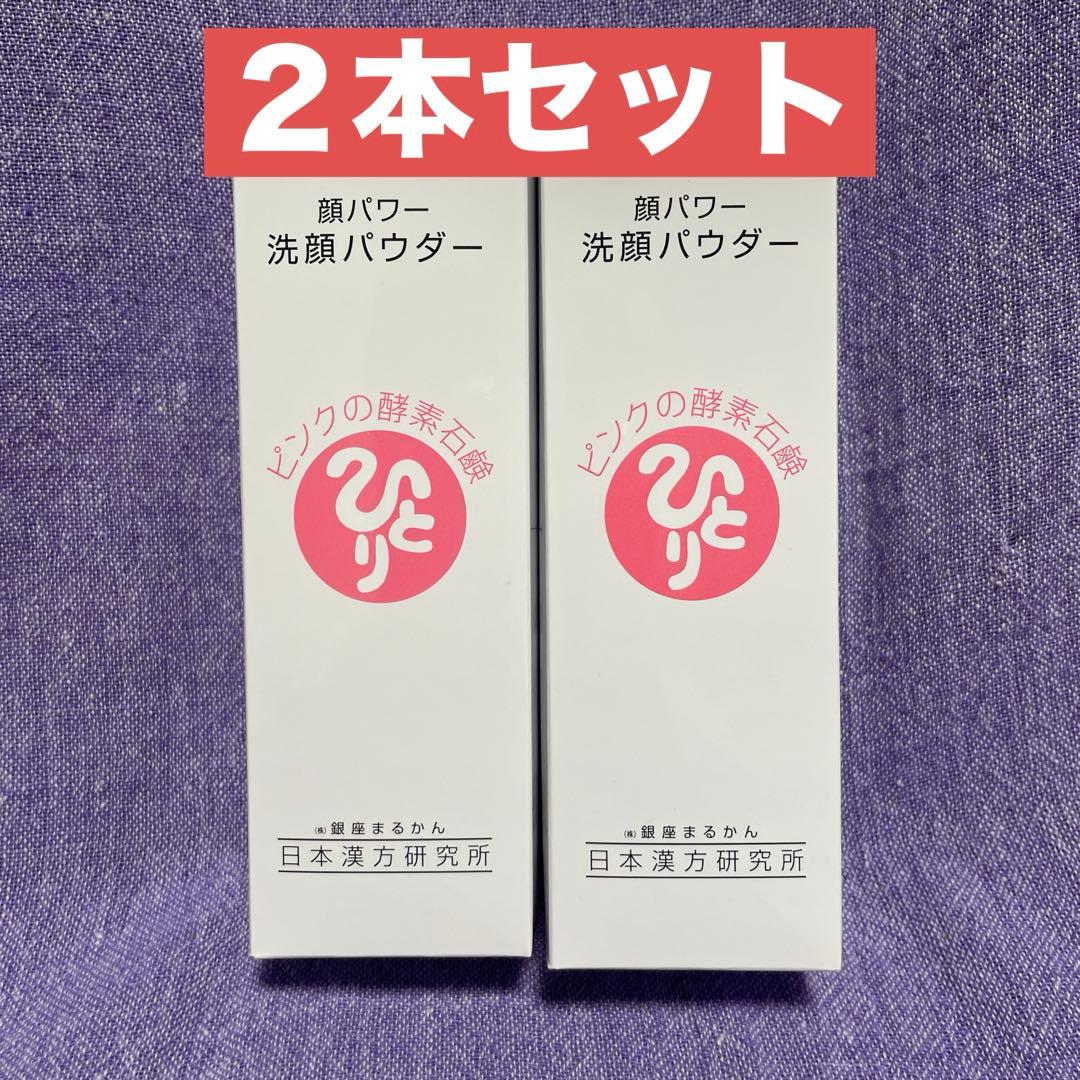 ２本セット
顔パワー
洗顔パウダー
ピンクの酵素石鹸
ひとり
㈱銀座まるかん
日本漢方研究所
顔パワー
洗顔パウダー
ピンクの酵素石鹸
ひとり
㈱銀座まるかん
日本漢方研究所